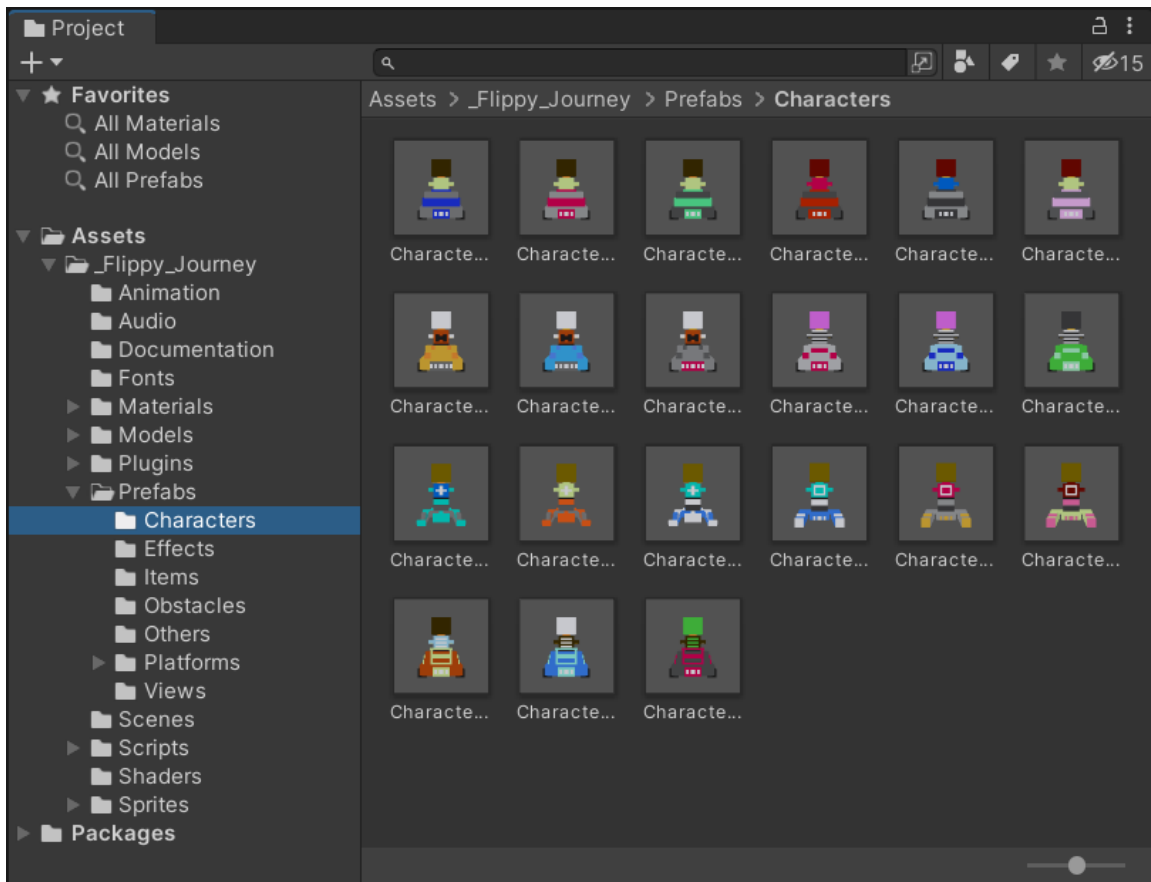 Project
15
Favorites
All Materials
All Models
All Prefabs
Assets
_Flippy_Journey
Animation
Audio
Documentation
Fonts
Materials
Models
Plugins
Prefabs
Characters
Effects
Items
Obstacles
Others
Platforms
Views
Scenes
Scripts
Shaders
Sprites
Packages
Assets > _Flippy_Journey > Prefabs > Characters
Characte... Characte... Characte... Characte... Characte... Characte...
Characte... Characte... Characte... Characte... Characte... Characte...
Characte... Characte... Characte... Characte... Characte... Characte...
Characte... Characte... Characte...